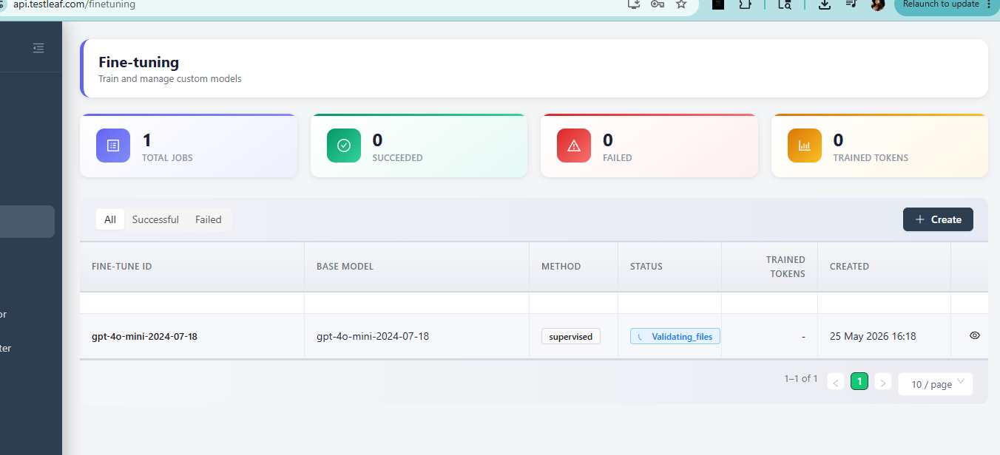 api.testleaf.com/finetuning
Relaunch to update
Fine-tuning
Train and manage custom models
1
TOTAL JOBS
0
SUCCEEDED
0
FAILED
0
TRAINED TOKENS
All Successful Failed
+ Create
FINE-TUNE ID BASE MODEL METHOD STATUS TRAINED TOKENS CREATED
gpt-4o-mini-2024-07-18 gpt-4o-mini-2024-07-18 supervised Validating_files - 25 May 2026 16:18
or
ter
1–1 of 1 < 1 > 10 / page